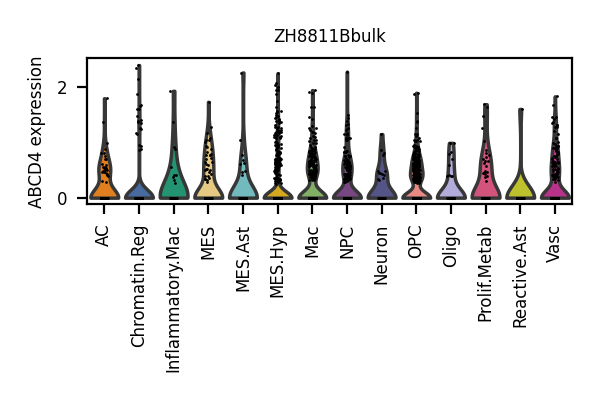 ZH8811Bbulk
ABCD4 expression
2
0
AC
Chromatin.Reg
Inflammatory.Mac
MES
MES.Ast
MES.Hyp
Mac
NPC
Neuron
OPC
Oligo
Prolif.Metab
Reactive.Ast
Vasc